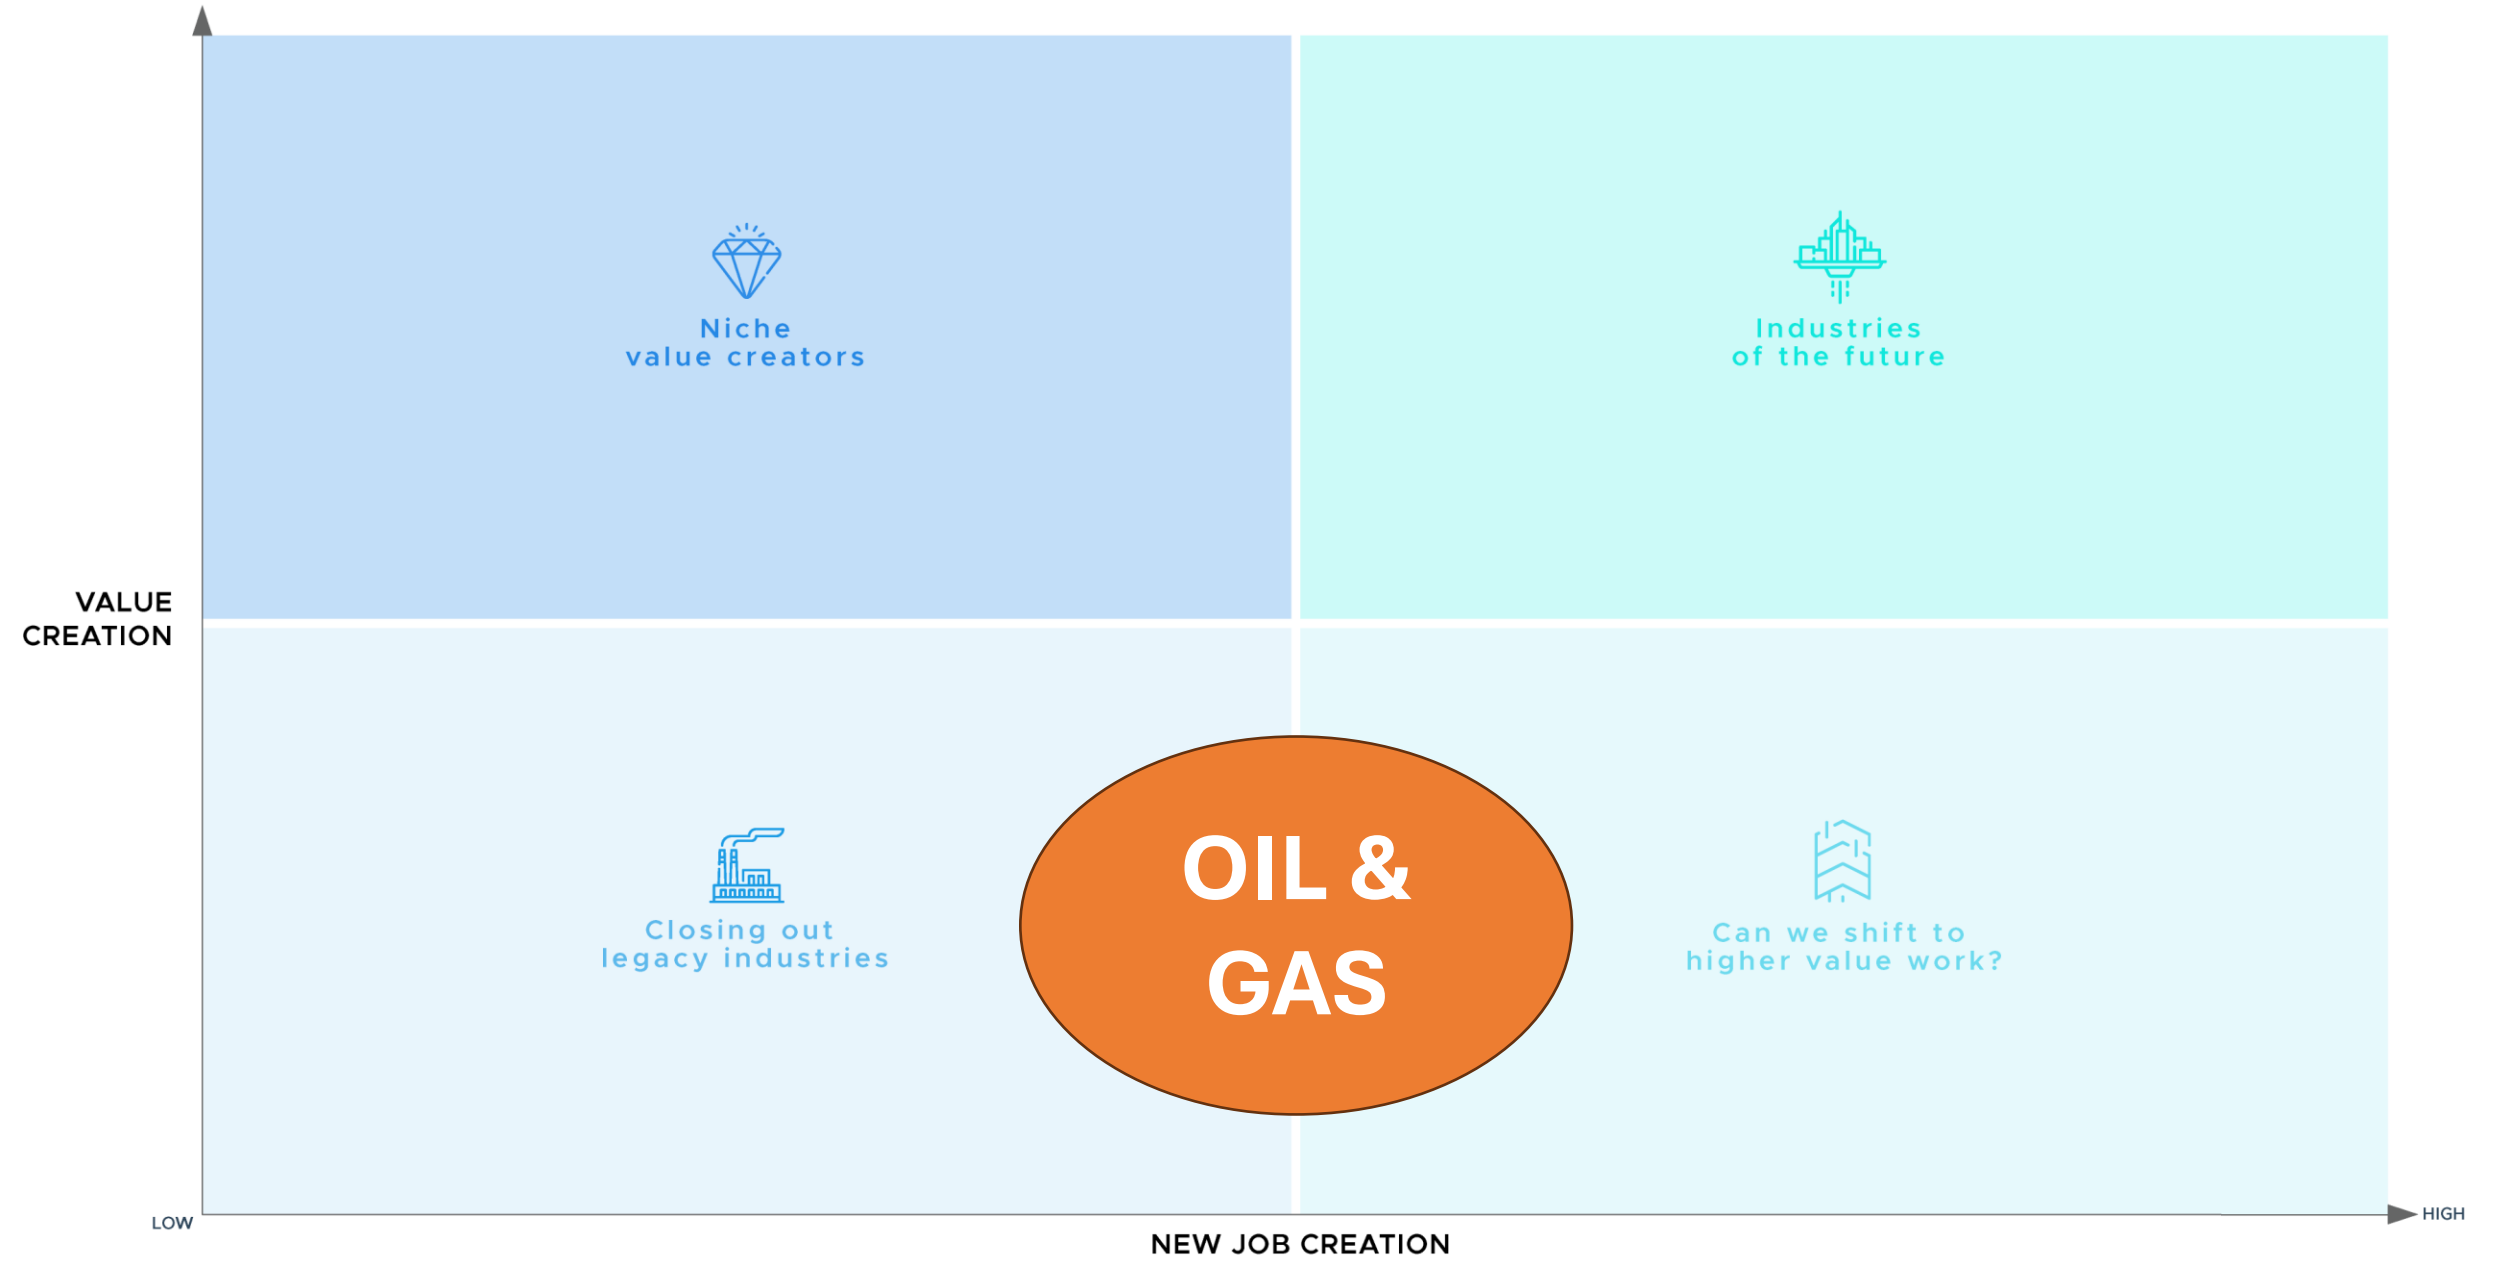 Niche
value creators
Industries
of the future
VALUE
CREATION
Closing out
legacy industries
OIL &
GAS
Can we shift to
higher value work?
LOW
HIGH
NEW JOB CREATION